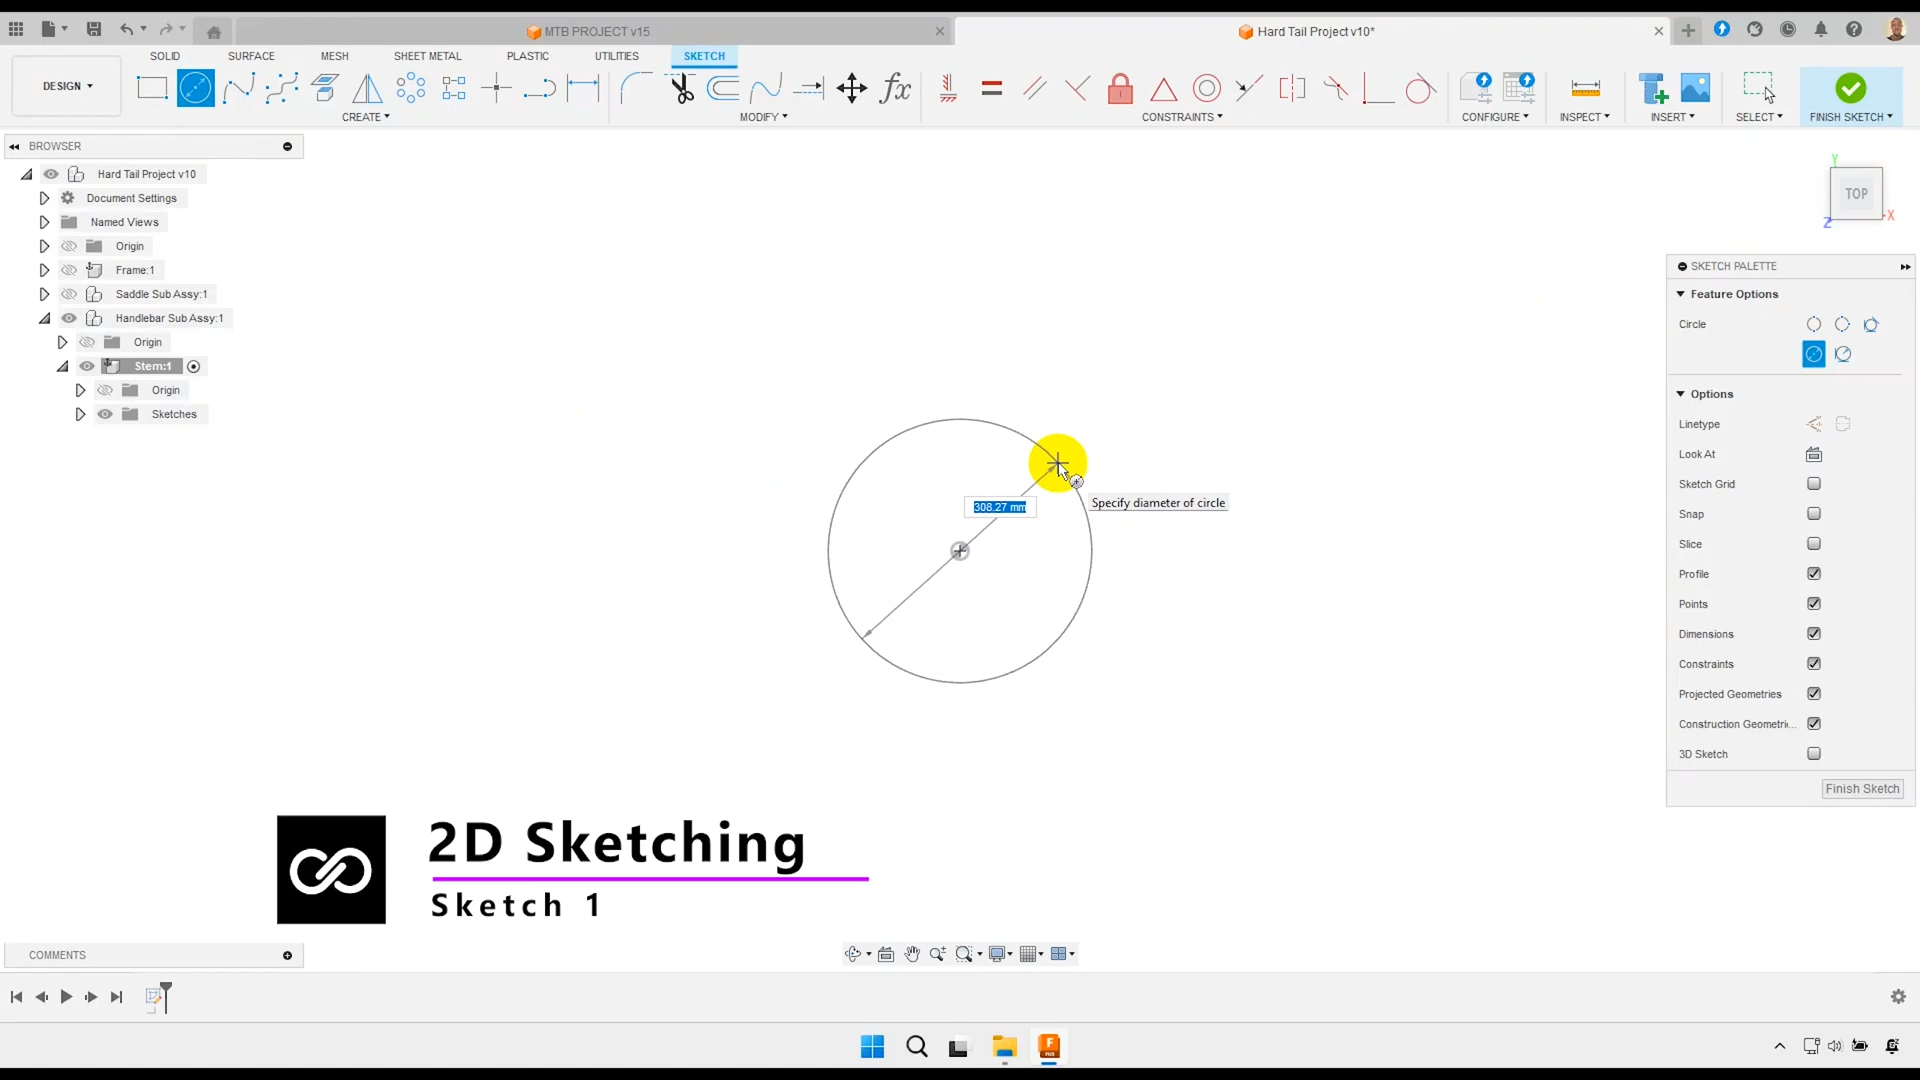 MTB PROJECT v15
Hard Tail Project v10*
SOLID
SURFACE
MESH
SHEET METAL
PLASTIC
UTILITIES
SKETCH
DESIGN
fx
CREATE
MODIFY
CONSTRAINTS
CONFIGURE
INSPECT
INSERT
SELECT
FINISH SKETCH
BROWSER
Hard Tail Project v10
Document Settings
Named Views
Origin
Frame:1
Saddle Sub Assy:1
Handlebar Sub Assy:1
Origin
Stem:1
Origin
Sketches
Y
TOP
X
Z
308.27 mm
Specify diameter of circle
SKETCH PALETTE
Feature Options
Circle
Options
Linetype
Look At
Sketch Grid
Snap
Slice
Profile
Points
Dimensions
Constraints
Projected Geometries
Construction Geometri...
3D Sketch
Finish Sketch
2D Sketching
Sketch 1
COMMENTS
F